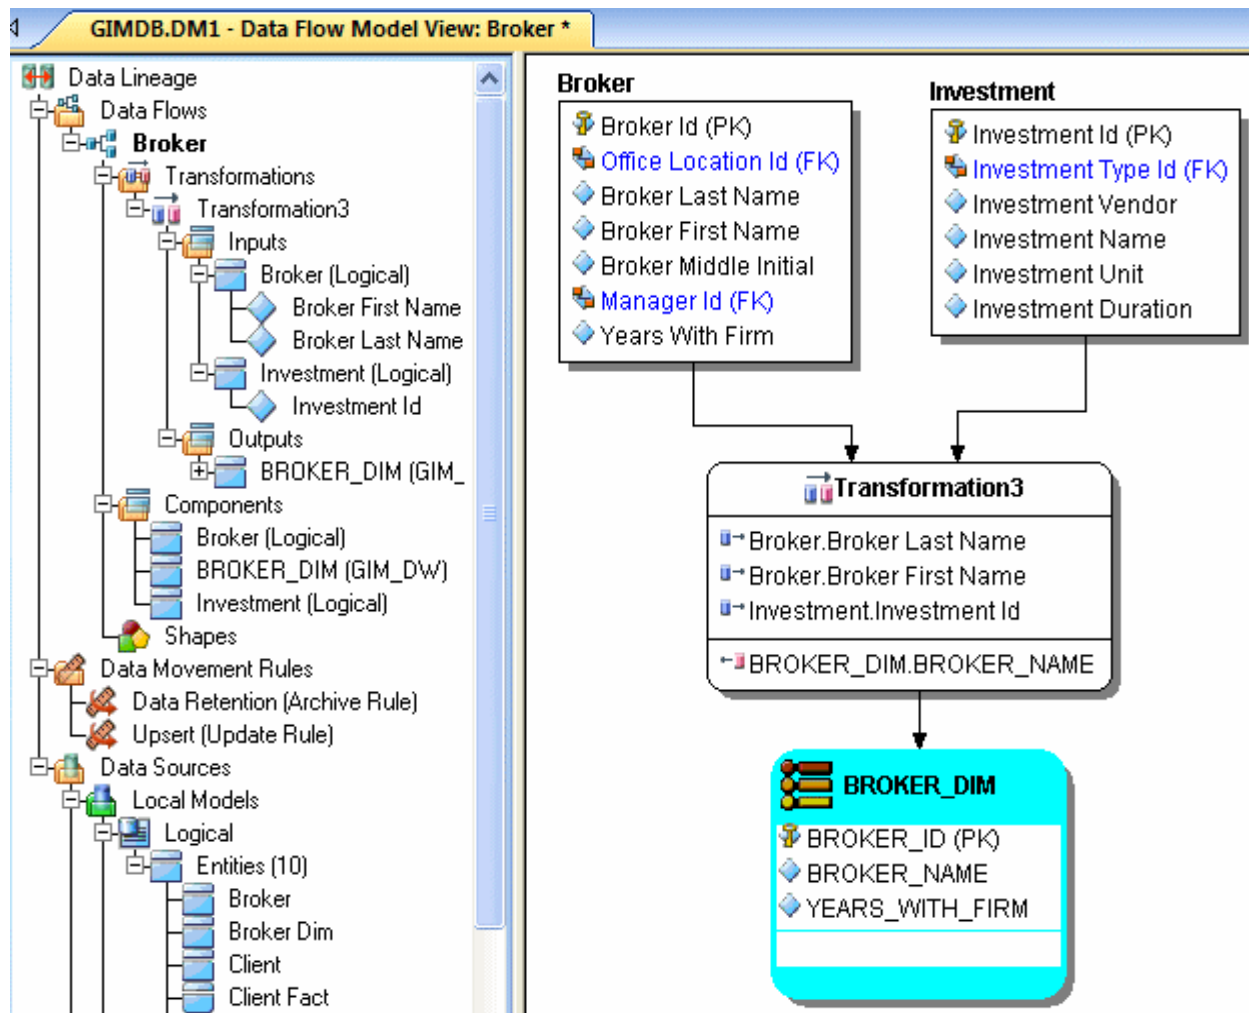 GIMDB.DM1 - Data Flow Model View: Broker *
Data Lineage
Data Flows
Broker
Transformations
Transformation3
Inputs
Broker (Logical)
Broker First Name
Broker Last Name
Investment (Logical)
Investment Id
Outputs
BROKER_DIM (GIM_
Components
Broker (Logical)
BROKER_DIM (GIM_DW)
Investment (Logical)
Shapes
Data Movement Rules
Data Retention (Archive Rule)
Upsert (Update Rule)
Data Sources
Local Models
Logical
Entities (10)
Broker
Broker Dim
Client
Client Fact
Broker
Broker Id (PK)
Office Location Id (FK)
Broker Last Name
Broker First Name
Broker Middle Initial
Manager Id (FK)
Years With Firm
Investment
Investment Id (PK)
Investment Type Id (FK)
Investment Vendor
Investment Name
Investment Unit
Investment Duration
Transformation3
Broker.Broker Last Name
Broker.Broker First Name
Investment.Investment Id
BROKER_DIM.BROKER_NAME
BROKER_DIM
BROKER_ID (PK)
BROKER_NAME
YEARS_WITH_FIRM